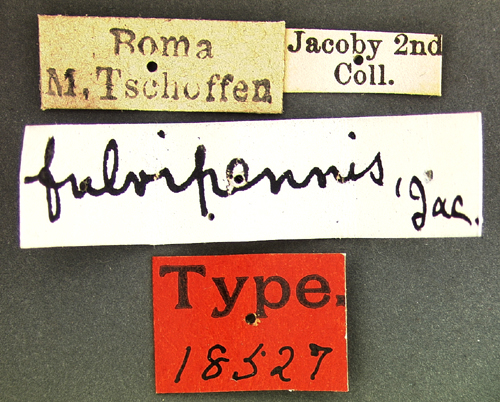 Boma
M. Tschoffen
Jacoby 2nd
Coll.
fulvipennis, Jac.
Type.
18527